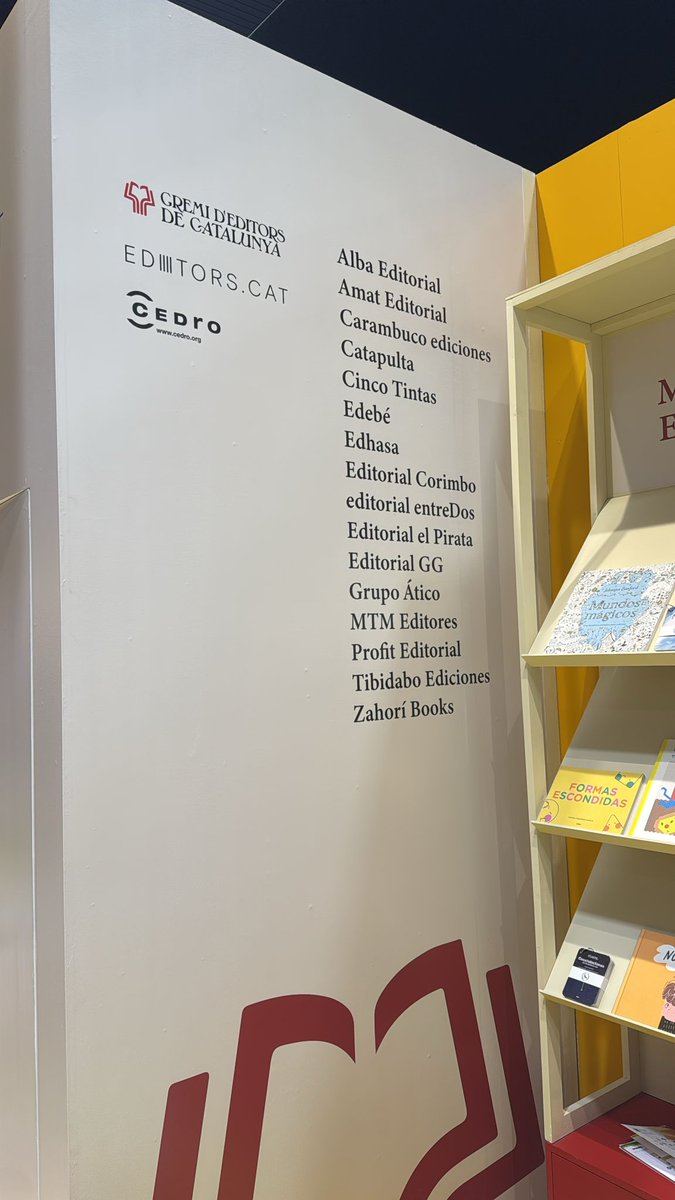 GREMI D'EDITORS
DE CATALUNYA
EDITORS.CAT
CEDRO
www.cedro.org
Alba Editorial
Amat Editorial
Carambuco ediciones
Catapulta
Cinco Tintas
Edebé
Edhasa
Editorial Corimbo
editorial entreDos
Editorial el Pirata
Editorial GG
Grupo Ático
MTM Editores
Profit Editorial
Tibidabo Ediciones
Zahorí Books
M
E
Mundos
mágicos
FORMAS
ESCONDIDAS
NU